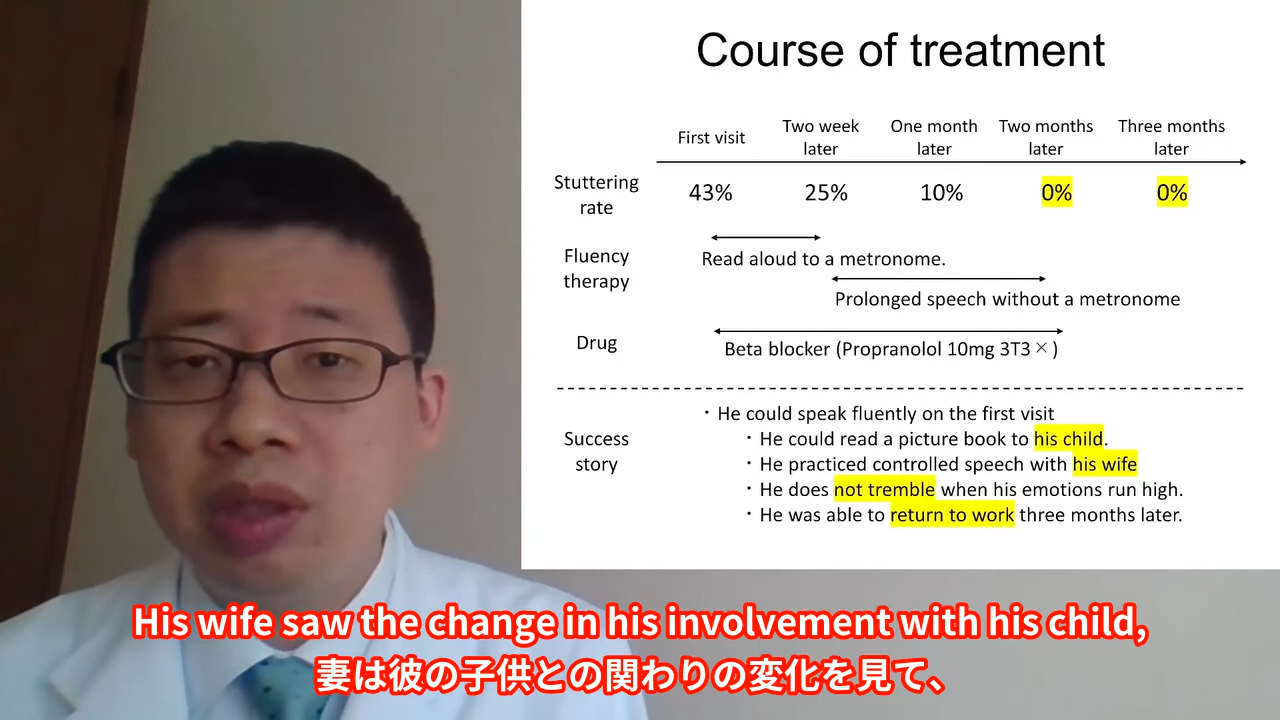 Course of treatment
First visit
Two week
later
One month
later
Two months
later
Three months
later
Stuttering
rate
43%
25%
10%
0%
0%
Fluency
therapy
Read aloud to a metronome.
Prolonged speech without a metronome
Drug
Beta blocker (Propranolol 10mg 3T3×)
Success
story
・He could speak fluently on the first visit
・He could read a picture book to his child.
・He practiced controlled speech with his wife
・He does not tremble when his emotions run high.
・He was able to return to work three months later.
His wife saw the change in his involvement with his child,
妻は彼の子供との関わりの変化を見て、